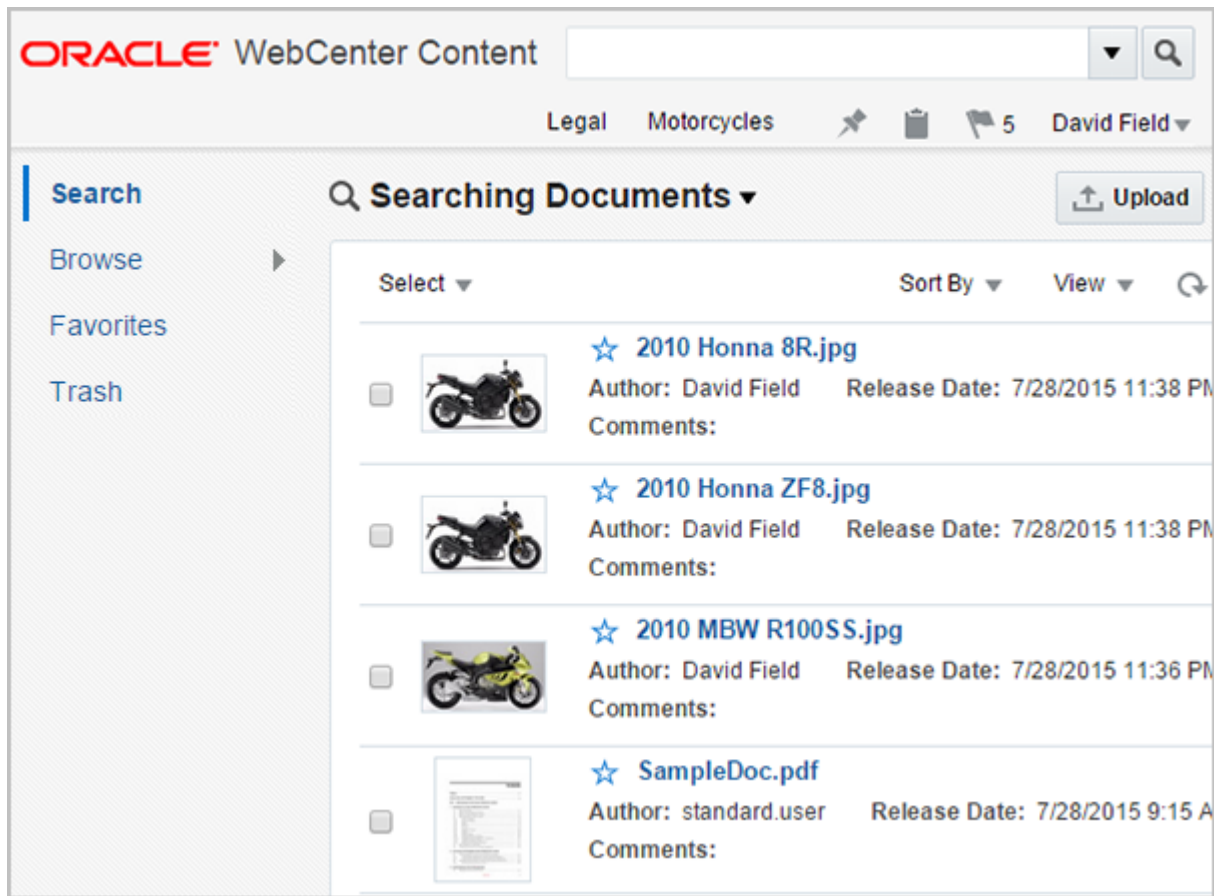 ORACLE WebCenter Content
Legal Motorcycles 5 David Field
Search
Browse
Favorites
Trash
Searching Documents
Upload
Select Sort By View
2010 Honna 8R.jpg
Author: David Field Release Date: 7/28/2015 11:38 PM
Comments:
2010 Honna ZF8.jpg
Author: David Field Release Date: 7/28/2015 11:38 PM
Comments:
2010 MBW R100SS.jpg
Author: David Field Release Date: 7/28/2015 11:36 PM
Comments:
SampleDoc.pdf
Author: standard.user Release Date: 7/28/2015 9:15 A
Comments: